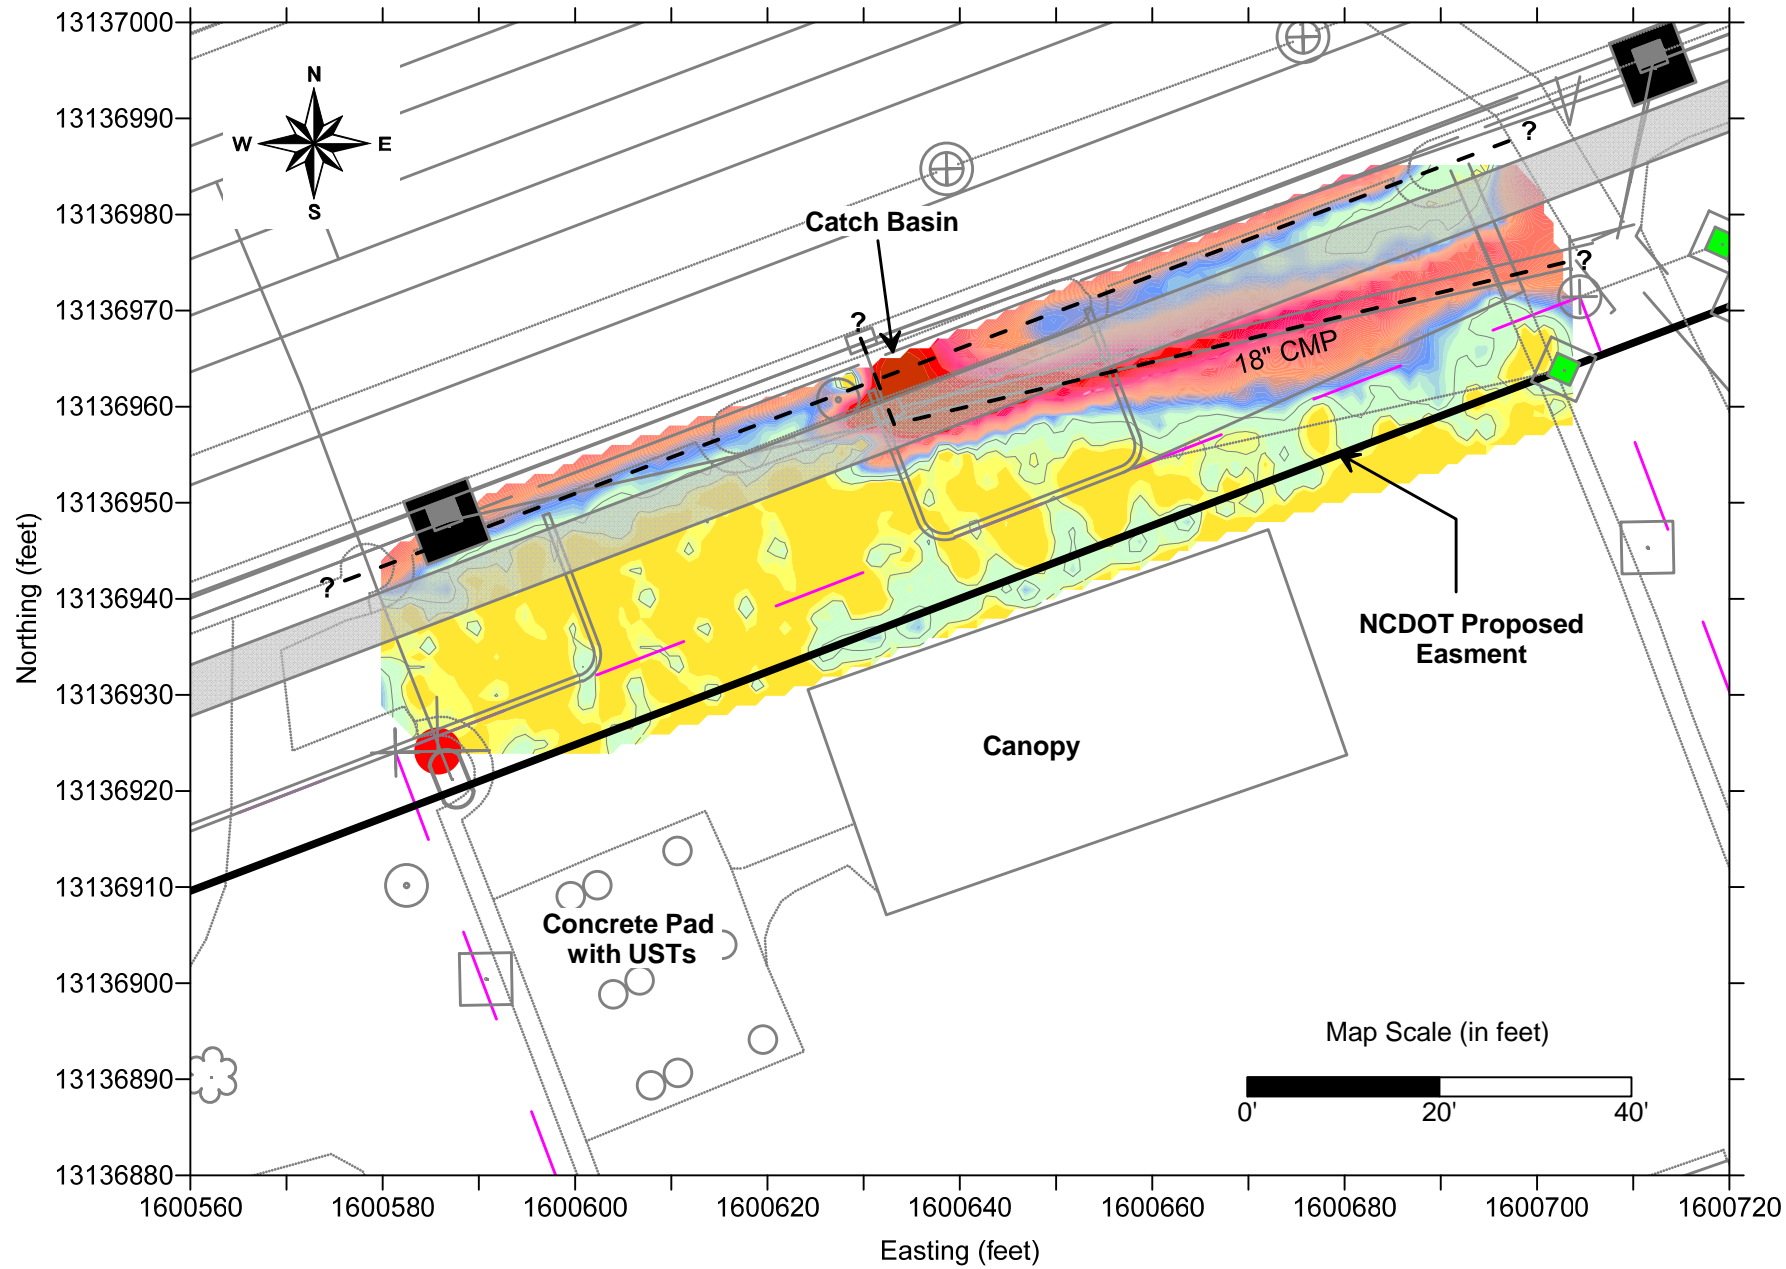 13137000
13136990
13136980
13136970
13136960
13136950
13136940
13136930
13136920
13136910
13136900
13136890
13136880
Northing (feet)
N
W E
S
Catch Basin
?
?
?
?
18" CMP
NCDOT Proposed
Easment
Canopy
Concrete Pad
with USTs
Map Scale (in feet)
0' 20' 40'
1600560 1600580 1600600 1600620 1600640 1600660 1600680 1600700 1600720
Easting (feet)